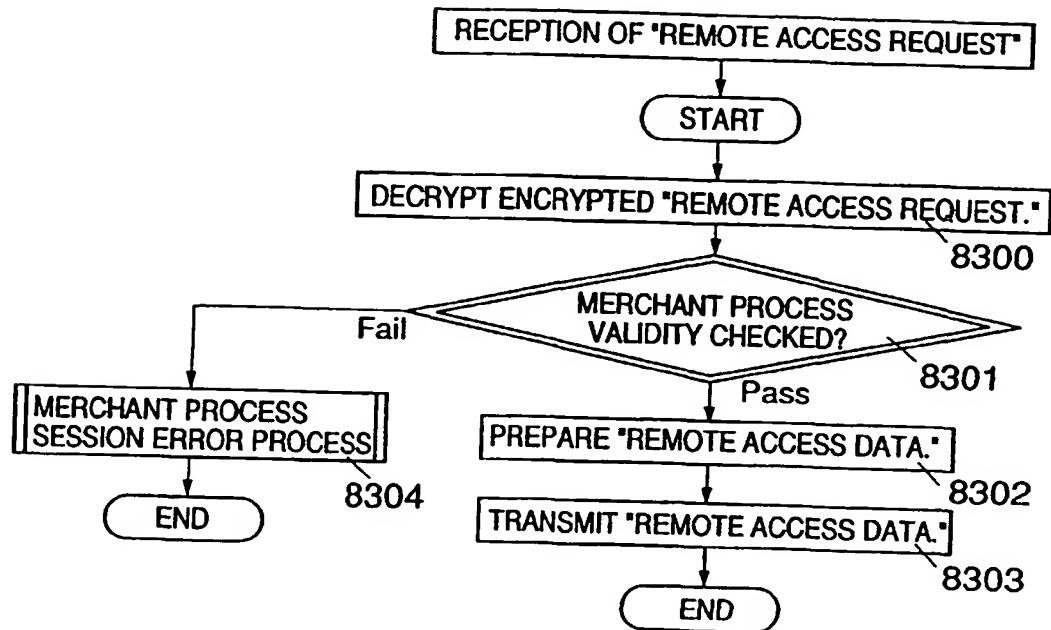 RECEPTION OF "REMOTE ACCESS REQUEST"
START
DECRYPT ENCRYPTED "REMOTE ACCESS REQUEST."
8300
MERCHANT PROCESS
VALIDITY CHECKED?
8301
Fail
Pass
MERCHANT PROCESS
SESSION ERROR PROCESS
8304
END
PREPARE "REMOTE ACCESS DATA."
8302
TRANSMIT "REMOTE ACCESS DATA."
8303
END